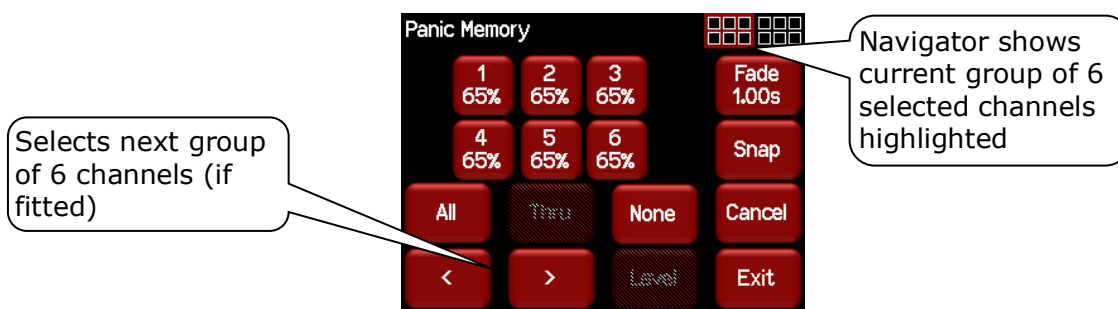 Panic Memory
1 2 3 Fade
65% 65% 65% 1.00s
4 5 6 Snap
65% 65% 65%
All Thru None Cancel
< > Level Exit
Selects next group
of 6 channels (if
fitted)
Navigator shows
current group of 6
selected channels
highlighted